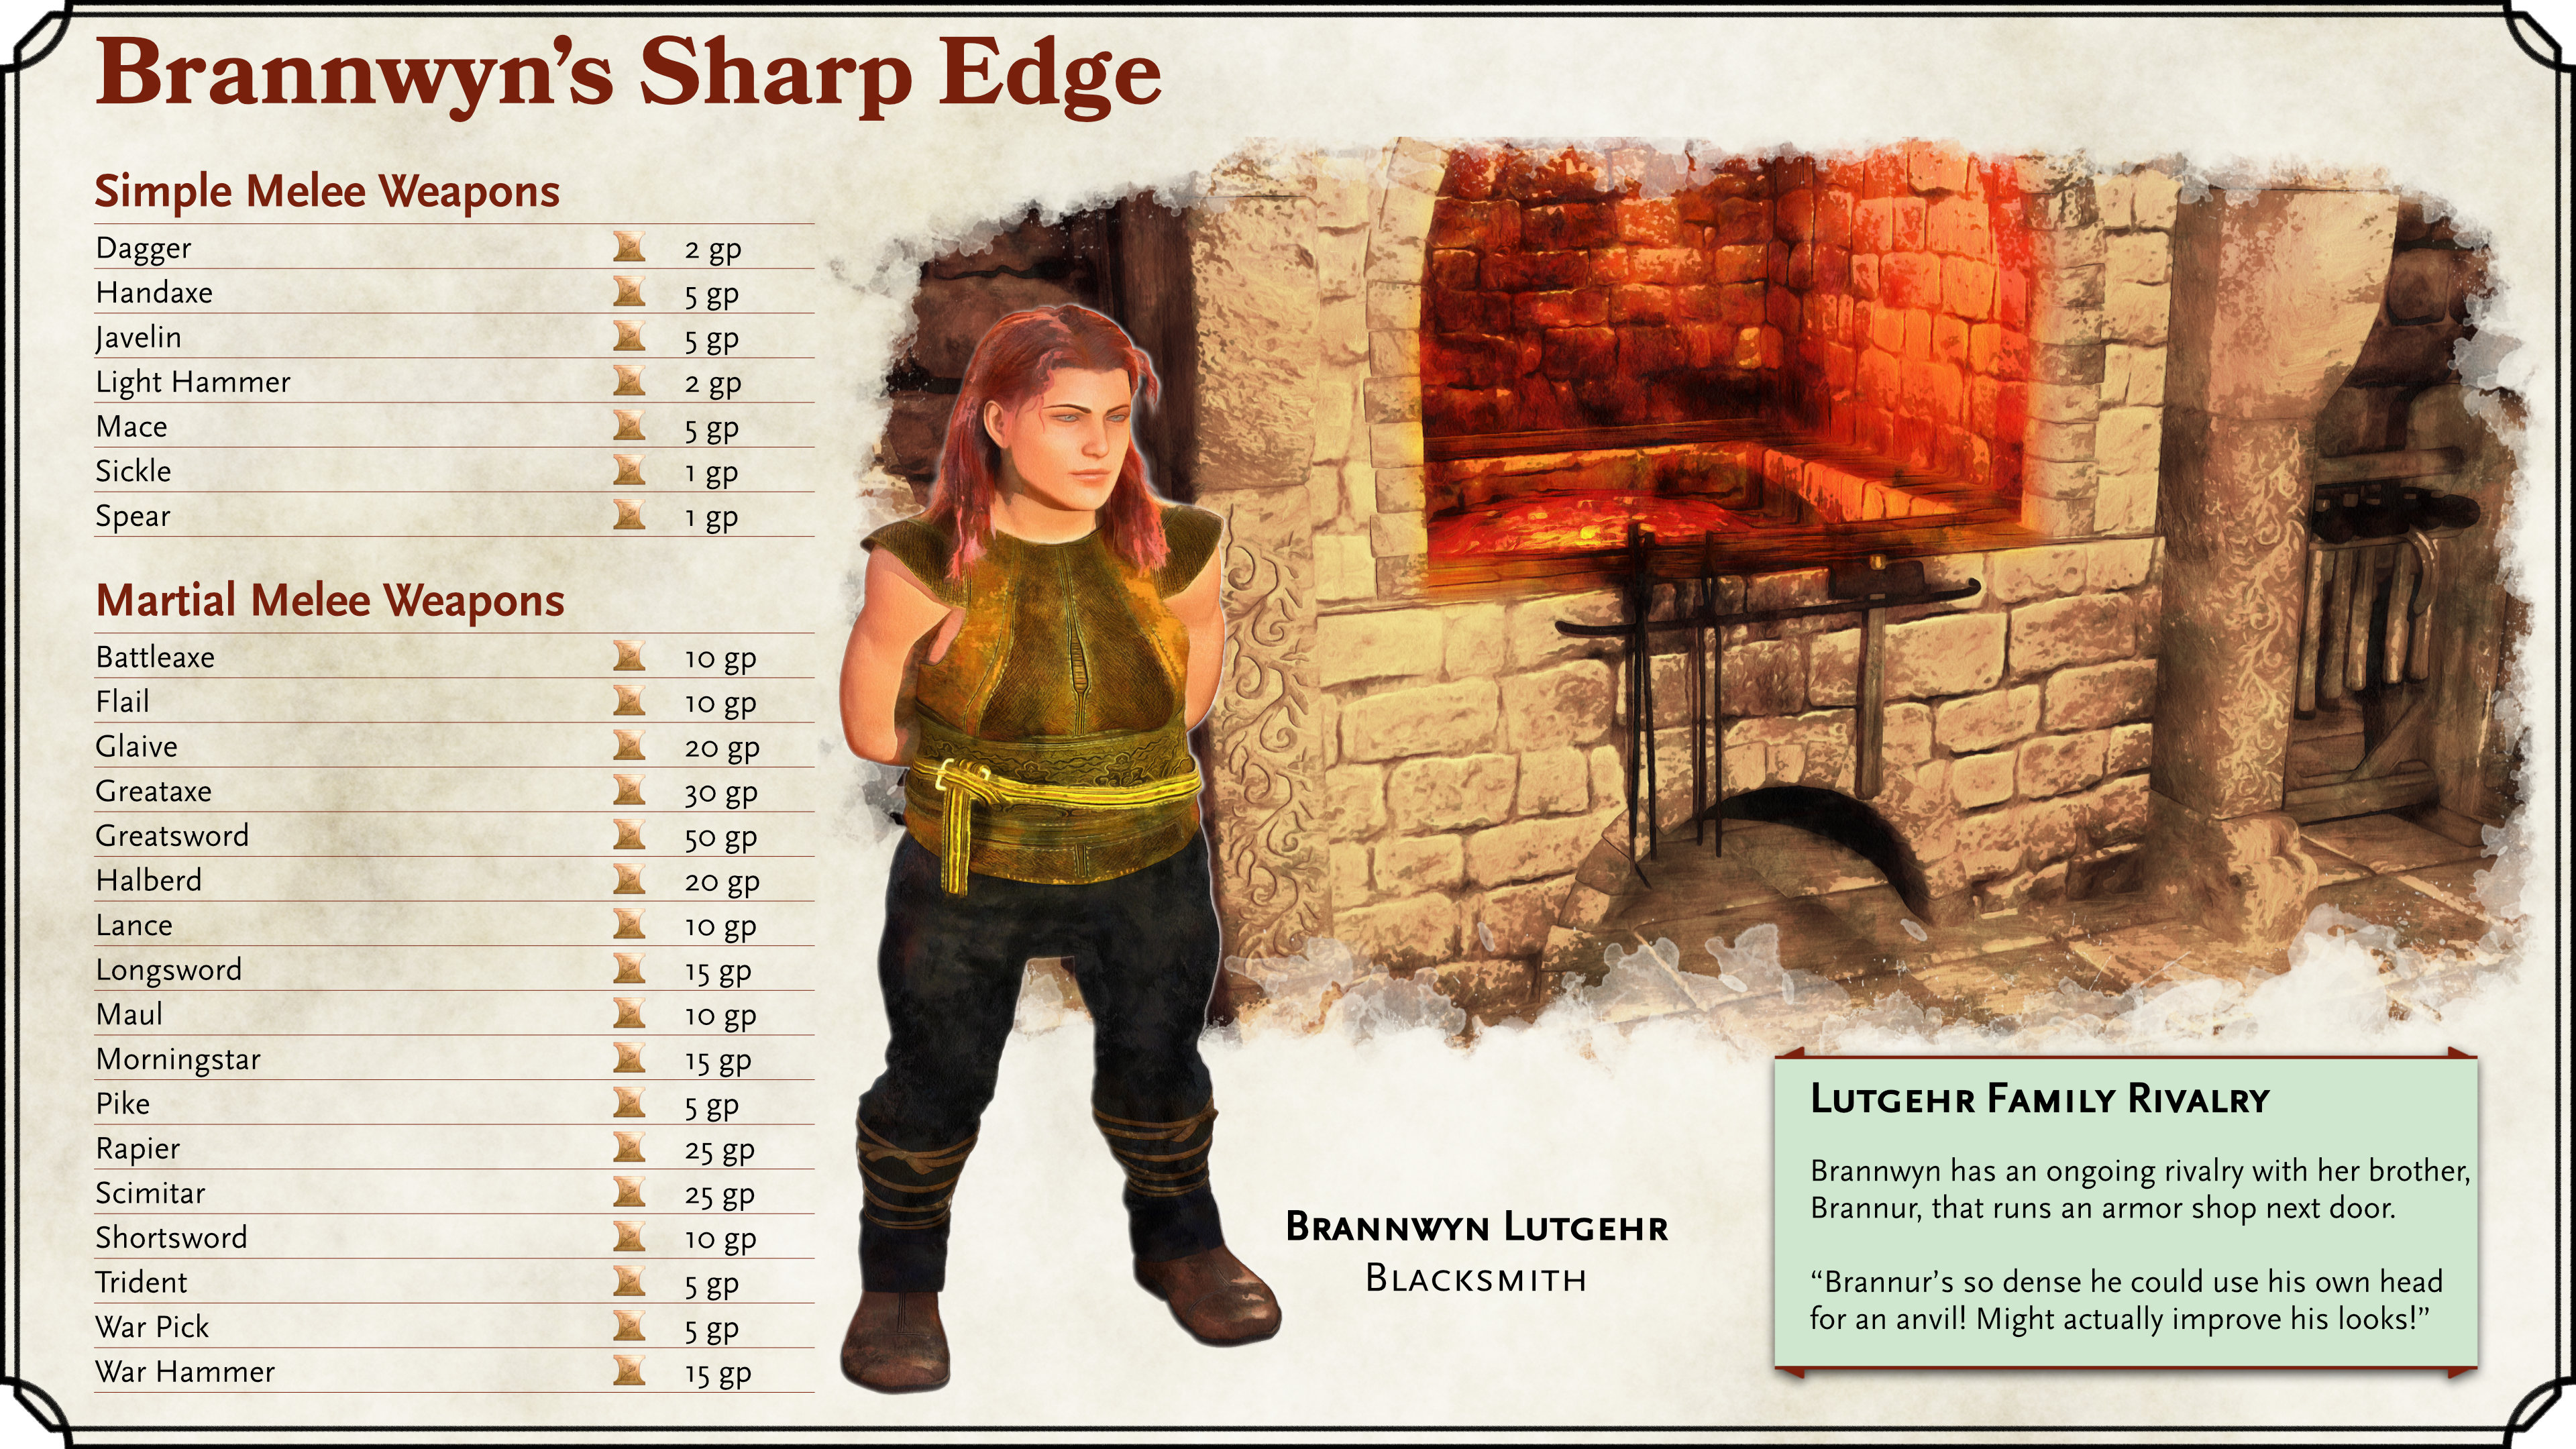 Brannwyn’s Sharp Edge
Simple Melee Weapons
Dagger 2 gp
Handaxe 5 gp
Javelin 5 gp
Light Hammer 2 gp
Mace 5 gp
Sickle 1 gp
Spear 1 gp
Martial Melee Weapons
Battleaxe 10 gp
Flail 10 gp
Glaive 20 gp
Greataxe 30 gp
Greatsword 50 gp
Halberd 20 gp
Lance 10 gp
Longsword 15 gp
Maul 10 gp
Morningstar 15 gp
Pike 5 gp
Rapier 25 gp
Scimitar 25 gp
Shortsword 10 gp
Trident 5 gp
War Pick 5 gp
War Hammer 15 gp
Brannwyn Lutgehr
Blacksmith
Lutgehr Family Rivalry
Brannwyn has an ongoing rivalry with her brother,
Brannur, that runs an armor shop next door.
“Brannur’s so dense he could use his own head
for an anvil! Might actually improve his looks!”